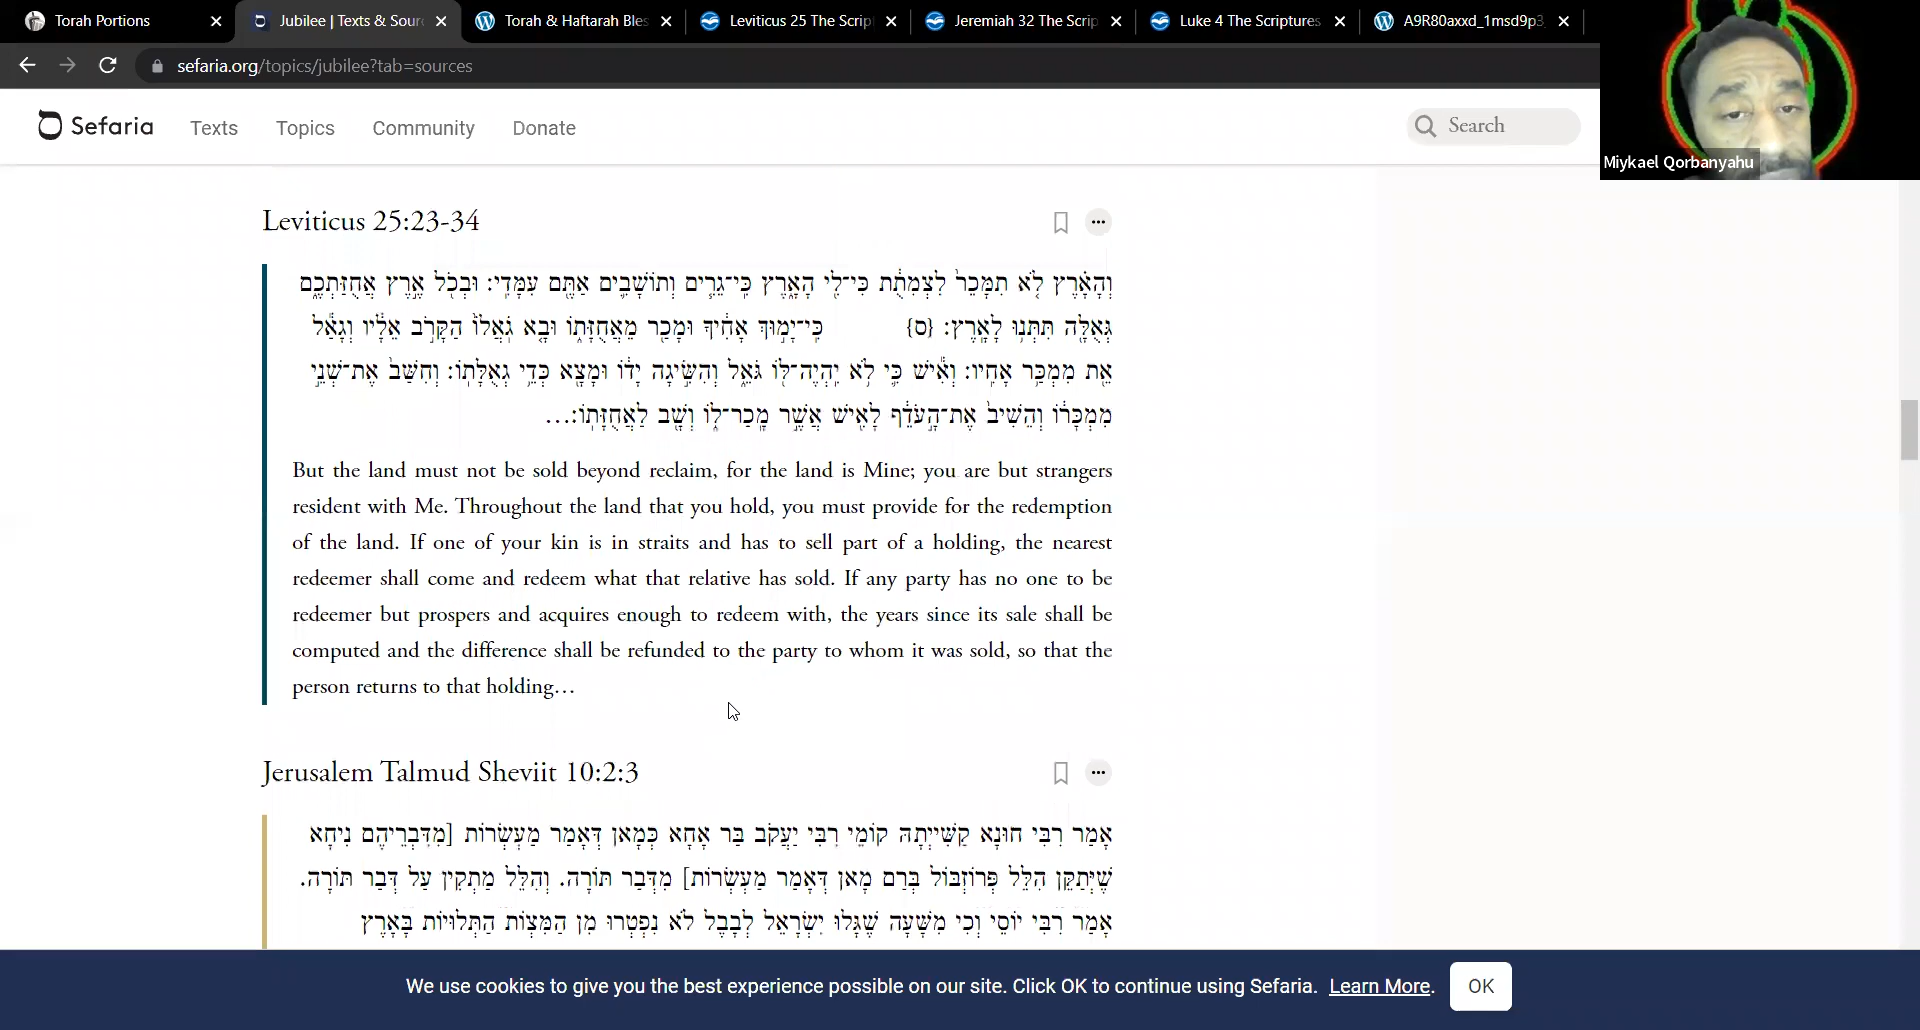 Torah Portions
Jubilee | Texts & Sour
Torah & Haftarah Bles
Leviticus 25 The Script
Jeremiah 32 The Scrip
Luke 4 The Scriptures
A9R80axxd_1msd9p3
sefaria.org/topics/jubilee?tab=sources
Sefaria
Texts
Topics
Community
Donate
Search
Miykael Qorbanyahu
Leviticus 25:23-34
וְהָאָ֗רֶץ לֹ֤א תִמָּכֵר֙ לִצְמִתֻ֔ת כִּי־לִ֖י הָאָ֑רֶץ כִּֽי־גֵרִ֧ים וְתוֹשָׁבִ֛ים אַתֶּ֖ם עִמָּדִֽי׃ וּבְכֹ֖ל אֶ֣רֶץ אֲחֻזַּתְכֶ֑ם
גְּאֻלָּ֖ה תִּתְּנ֥וּ לָאָֽרֶץ׃ {ס} כִּֽי־יָמ֣וּךְ אָחִ֔יךָ וּמָכַ֖ר מֵאֲחֻזָּת֑וֹ וּבָ֤א גֹֽאֲלוֹ֙ הַקָּרֹ֣ב אֵלָ֔יו וְגָאַ֕ל
אֵ֖ת מִמְכַּ֥ר אָחִֽיו׃ וְאִ֕ישׁ כִּ֛י לֹ֥א יִֽהְיֶה־לּ֖וֹ גֹּאֵ֑ל וְהִשִּׂ֣יגָה יָד֔וֹ וּמָצָ֖א כְּדֵ֥י גְאֻלָּתֽוֹ׃ וְחִשַּׁב֙ אֶת־שְׁנֵ֣י
מִמְכָּר֔וֹ וְהֵשִׁיב֙ אֶת־הָ֣עֹדֵ֔ף לָאִ֖ישׁ אֲשֶׁ֣ר מָֽכַר־ל֑וֹ וְשָׁ֖ב לַאֲחֻזָּתֽוֹ׃…
But the land must not be sold beyond reclaim, for the land is Mine; you are but strangers
resident with Me. Throughout the land that you hold, you must provide for the redemption
of the land. If one of your kin is in straits and has to sell part of a holding, the nearest
redeemer shall come and redeem what that relative has sold. If any party has no one to be
redeemer but prospers and acquires enough to redeem with, the years since its sale shall be
computed and the difference shall be refunded to the party to whom it was sold, so that the
person returns to that holding…
Jerusalem Talmud Sheviit 10:2:3
אָמַר רִבִּי חוּנָא קַשִּׁייְתָהּ קוֹמֵי רִבִּי יַעֲקֹב בַּר אָחָא כְּמָאן דְּאָמַר מַעְשְׂרוֹת [מִדִּבְרֵיהֶם נִיחָא
שֶׁיְּתַקֵּן הִלֵּל פְּרוֹזְבּוֹל בְּרַם מָאן דְּאָמַר מַעְשְׂרוֹת] מִדְּבַר תּוֹרָה. וְהִלֵּל מַתְקִין עַל דְּבַר תּוֹרָה.
אָמַר רִבִּי יוֹסֵי וְכִי מִשָּׁעָה שֶׁגָּלוּ יִשְׂרָאֵל לְבָבֶל לֹא נִפְטְרוּ מִן הַמִּצְוֹת הַתְּלוּיוֹת בָּאָרֶץ
We use cookies to give you the best experience possible on our site. Click OK to continue using Sefaria. Learn More.
OK